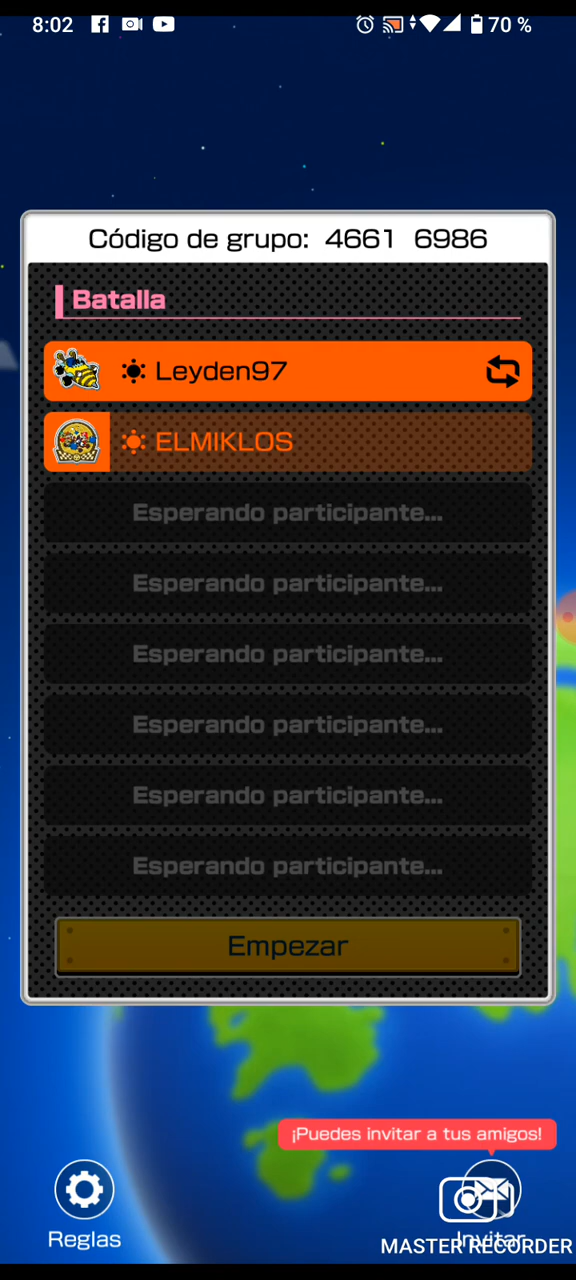 8:02
70 %
Código de grupo: 4661 6986
Batalla
Leyden97
ELMIKLOS
Esperando participante...
Esperando participante...
Esperando participante...
Esperando participante...
Esperando participante...
Esperando participante...
Empezar
¡Puedes invitar a tus amigos!
Reglas
Invitar
MASTER RECORDER